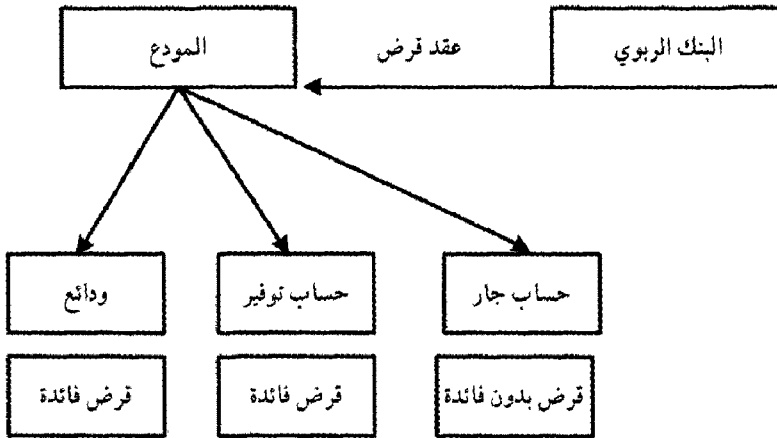 البنك الربوي
عقد قرض
المودع
حساب جار
حساب توفير
ودائع
قرض بدون فائدة
قرض فائدة
قرض فائدة